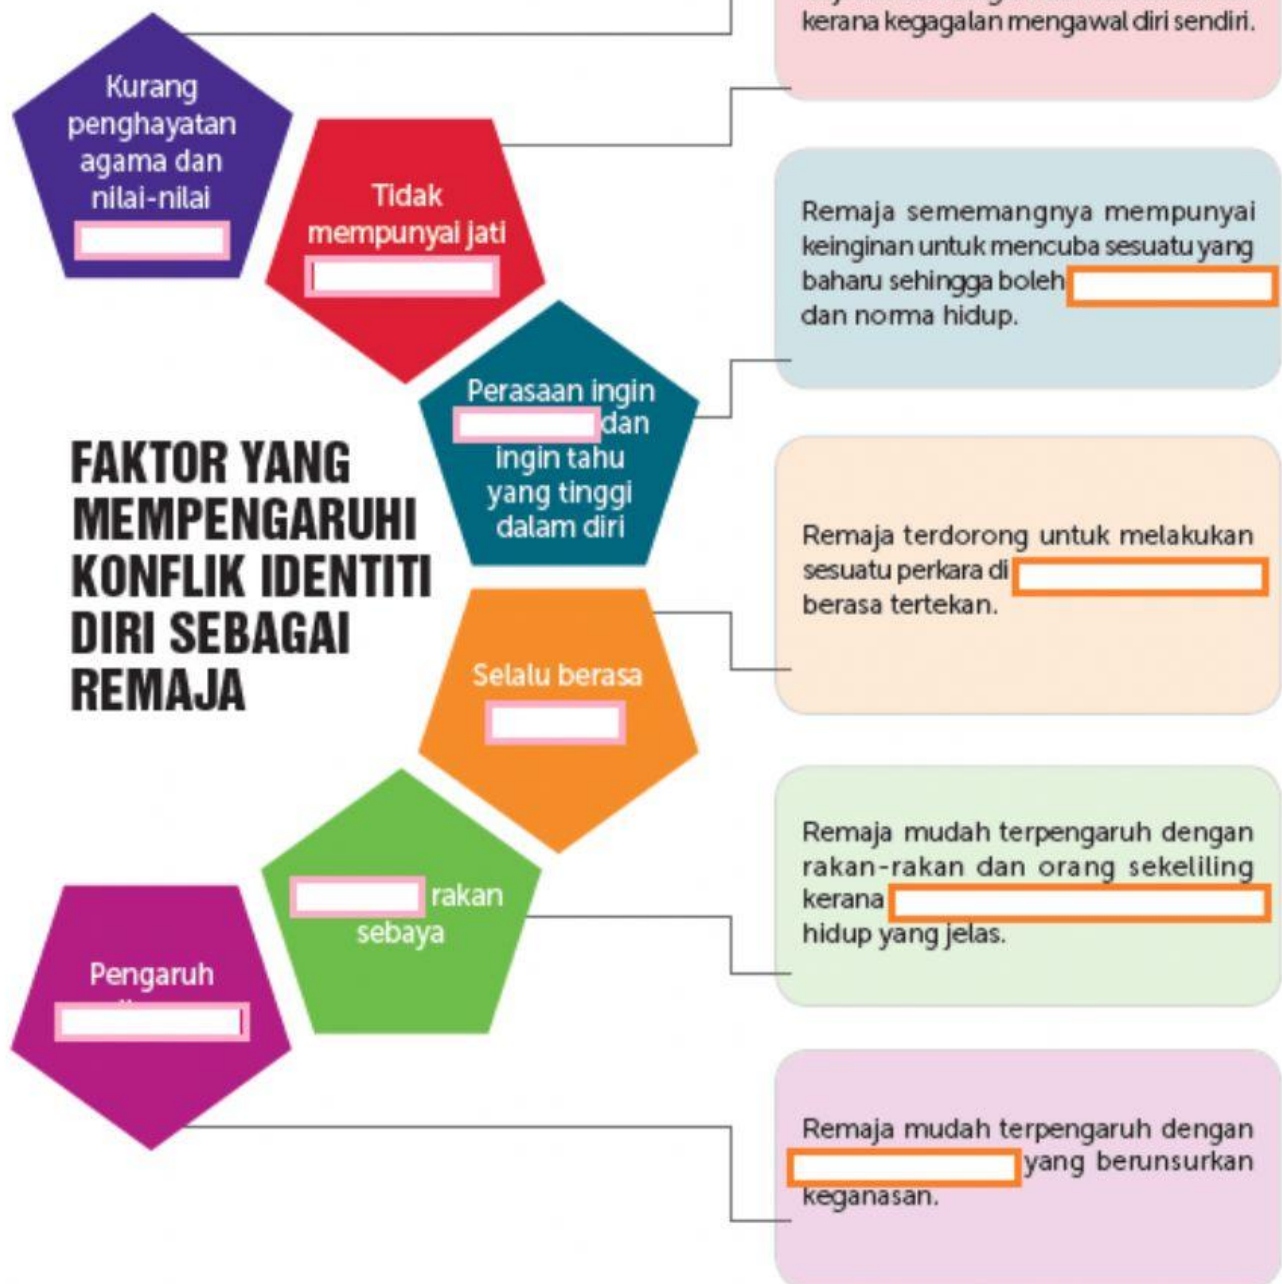 kerana kegagalan mengawal diri sendiri.
Kurang
penghayatan
agama dan
nilai-nilai
Tidak
mempunyai jati
Remaja sememangnya mempunyai
keinginan untuk mencuba sesuatu yang
baharu sehingga boleh
dan norma hidup.
Perasaan ingin
dan
ingin tahu
yang tinggi
dalam diri
FAKTOR YANG
MEMPENGARUHI
KONFLIK IDENTITI
DIRI SEBAGAI
REMAJA
Remaja terdorong untuk melakukan
sesuatu perkara di
berasa tertekan.
Selalu berasa
Remaja mudah terpengaruh dengan
rakan-rakan dan orang sekeliling
kerana
hidup yang jelas.
rakan
sebaya
Pengaruh
Remaja mudah terpengaruh dengan
yang berunsurkan
keganasan.